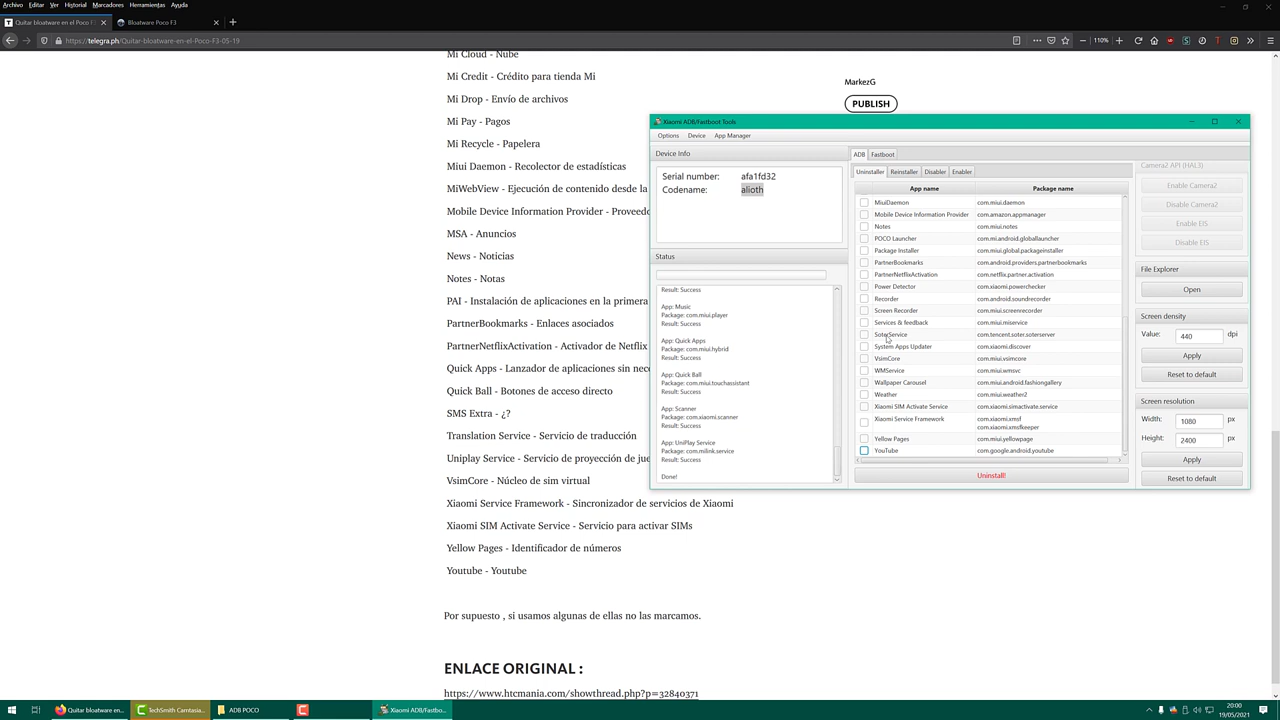 Archivo Editar Ver Historial Marcadores Herramientas Ayuda
Quitar bloatware en el Poco F3
Bloatware Poco F3
https://telegra.ph/Quitar-bloatware-en-el-Poco-F3-05-19
110%
Mi Cloud - Nube
Mi Credit - Crédito para tienda Mi
Mi Drop - Envío de archivos
Mi Pay - Pagos
Mi Recycle - Papelera
Miui Daemon - Recolector de estadísticas
MiWebView - Ejecución de contenido desde la
Mobile Device Information Provider - Proveedo
MSA - Anuncios
News - Noticias
Notes - Notas
PAI - Instalación de aplicaciones en la primera
PartnerBookmarks - Enlaces asociados
PartnerNetflixActivation - Activador de Netflix
Quick Apps - Lanzador de aplicaciones sin nece
Quick Ball - Botones de acceso directo
SMS Extra - ¿?
Translation Service - Servicio de traducción
Uniplay Service - Servicio de proyección de jue
VsimCore - Núcleo de sim virtual
Xiaomi Service Framework - Sincronizador de servicios de Xiaomi
Xiaomi SIM Activate Service - Servicio para activar SIMs
Yellow Pages - Identificador de números
Youtube - Youtube
Por supuesto , si usamos algunas de ellas no las marcamos.
ENLACE ORIGINAL :
https://www.htcmania.com/showthread.php?p=32840371
MarkezG
PUBLISH
Xiaomi ADB/Fastboot Tools
Options Device App Manager
Device Info
Serial number: afa1fd32
Codename: alioth
Status
Result: Success
App: Music
Package: com.miui.player
Result: Success
App: Quick Apps
Package: com.miui.hybrid
Result: Success
App: Quick Ball
Package: com.miui.touchassistant
Result: Success
App: Scanner
Package: com.xiaomi.scanner
Result: Success
App: UniPlay Service
Package: com.milink.service
Result: Success
Done!
ADB Fastboot
Uninstaller Reinstaller Disabler Enabler
App name Package name
MiuiDaemon com.miui.daemon
Mobile Device Information Provider com.amazon.appmanager
Notes com.miui.notes
POCO Launcher com.mi.android.globallauncher
Package Installer com.miui.global.packageinstaller
PartnerBookmarks com.android.providers.partnerbookmarks
PartnerNetflixActivation com.netflix.partner.activation
Power Detector com.xiaomi.powerchecker
Recorder com.android.soundrecorder
Screen Recorder com.miui.screenrecorder
Services & feedback com.miui.miservice
SoterService com.tencent.soter.soterserver
System Apps Updater com.xiaomi.discover
VsimCore com.miui.vsimcore
WMService com.miui.wmsvc
Wallpaper Carousel com.miui.android.fashiongallery
Weather com.miui.weather2
Xiaomi SIM Activate Service com.xiaomi.simactivate.service
Xiaomi Service Framework com.xiaomi.xmsf
com.xiaomi.xmsfkeeper
Yellow Pages com.miui.yellowpage
YouTube com.google.android.youtube
Uninstall!
Camera2 API (HAL3)
Enable Camera2
Disable Camera2
Enable EIS
Disable EIS
File Explorer
Open
Screen density
Value: 440 dpi
Apply
Reset to default
Screen resolution
Width: 1080 px
Height: 2400 px
Apply
Reset to default
Quitar bloatware en...
TechSmith Camtasia...
ADB POCO
Xiaomi ADB/Fastbo...
20:00
19/05/2021